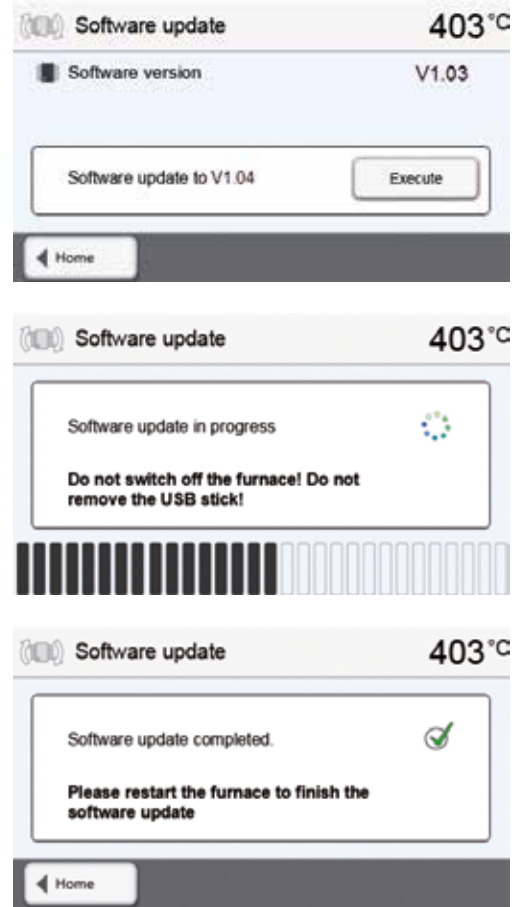 Software update 403°C
Software version V1.03
Software update to V1.04 Execute
Home
Software update 403°C
Software update in progress
Do not switch off the furnace! Do not
remove the USB stick!
Software update 403°C
Software update completed.
Please restart the furnace to finish the
software update
Home